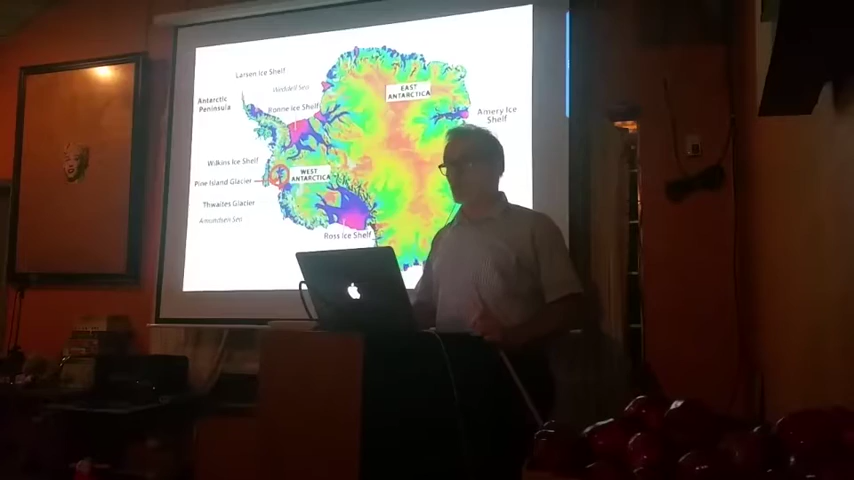 Larsen Ice Shelf
Weddell Sea
Antarctic
Peninsula
Ronne Ice Shelf
EAST
ANTARCTICA
Amery Ice
Shelf
Wilkins Ice Shelf
Pine Island Glacier
WEST
ANTARCTICA
Thwaites Glacier
Amundsen Sea
Ross Ice Shelf